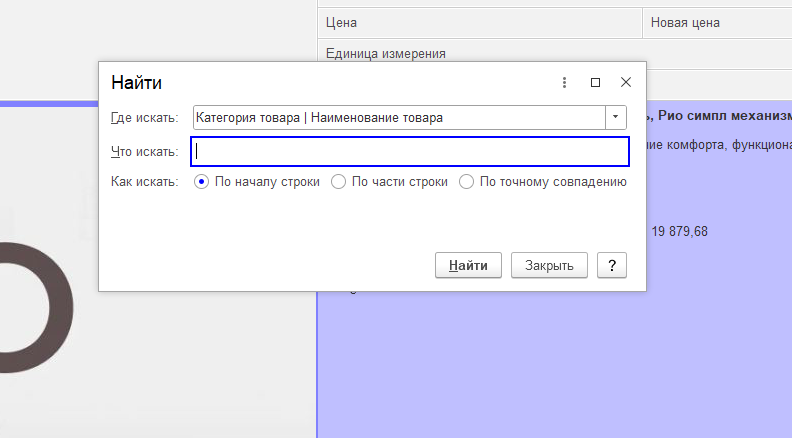 Цена
Новая цена
Единица измерения
Найти
Где искать: Категория товара | Наименование товара
, Рио симпл механизм
Что искать:
ие комфорта, функциона
Как искать: По началу строки По части строки По точному совпадению
19 879,68
Найти Закрыть ?